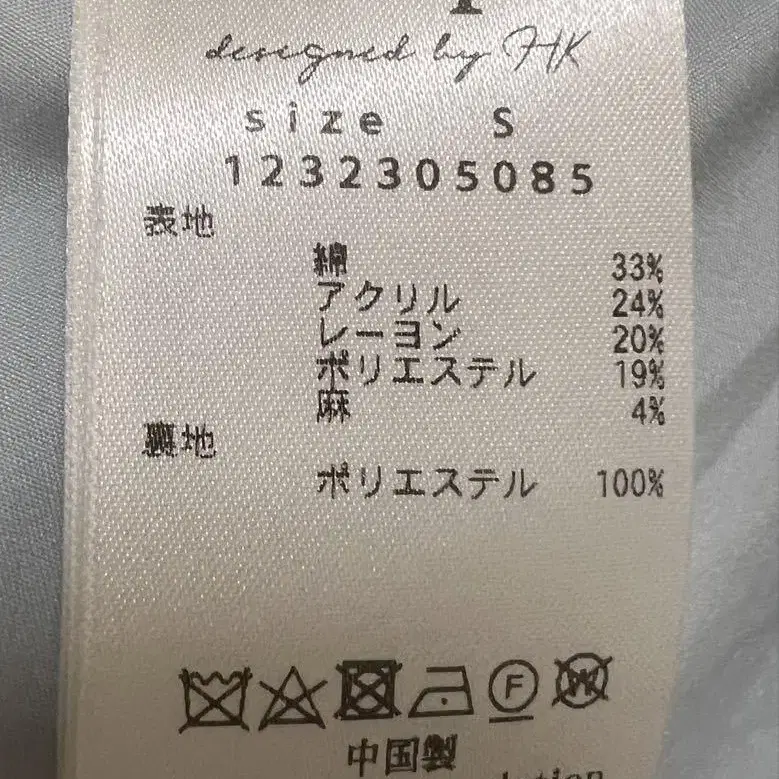 designed by HK
size S
1232305085
表地
綿 33%
アクリル 24%
レーヨン 20%
ポリエステル 19%
麻 4%
裏地
ポリエステル 100%
F W
中国製